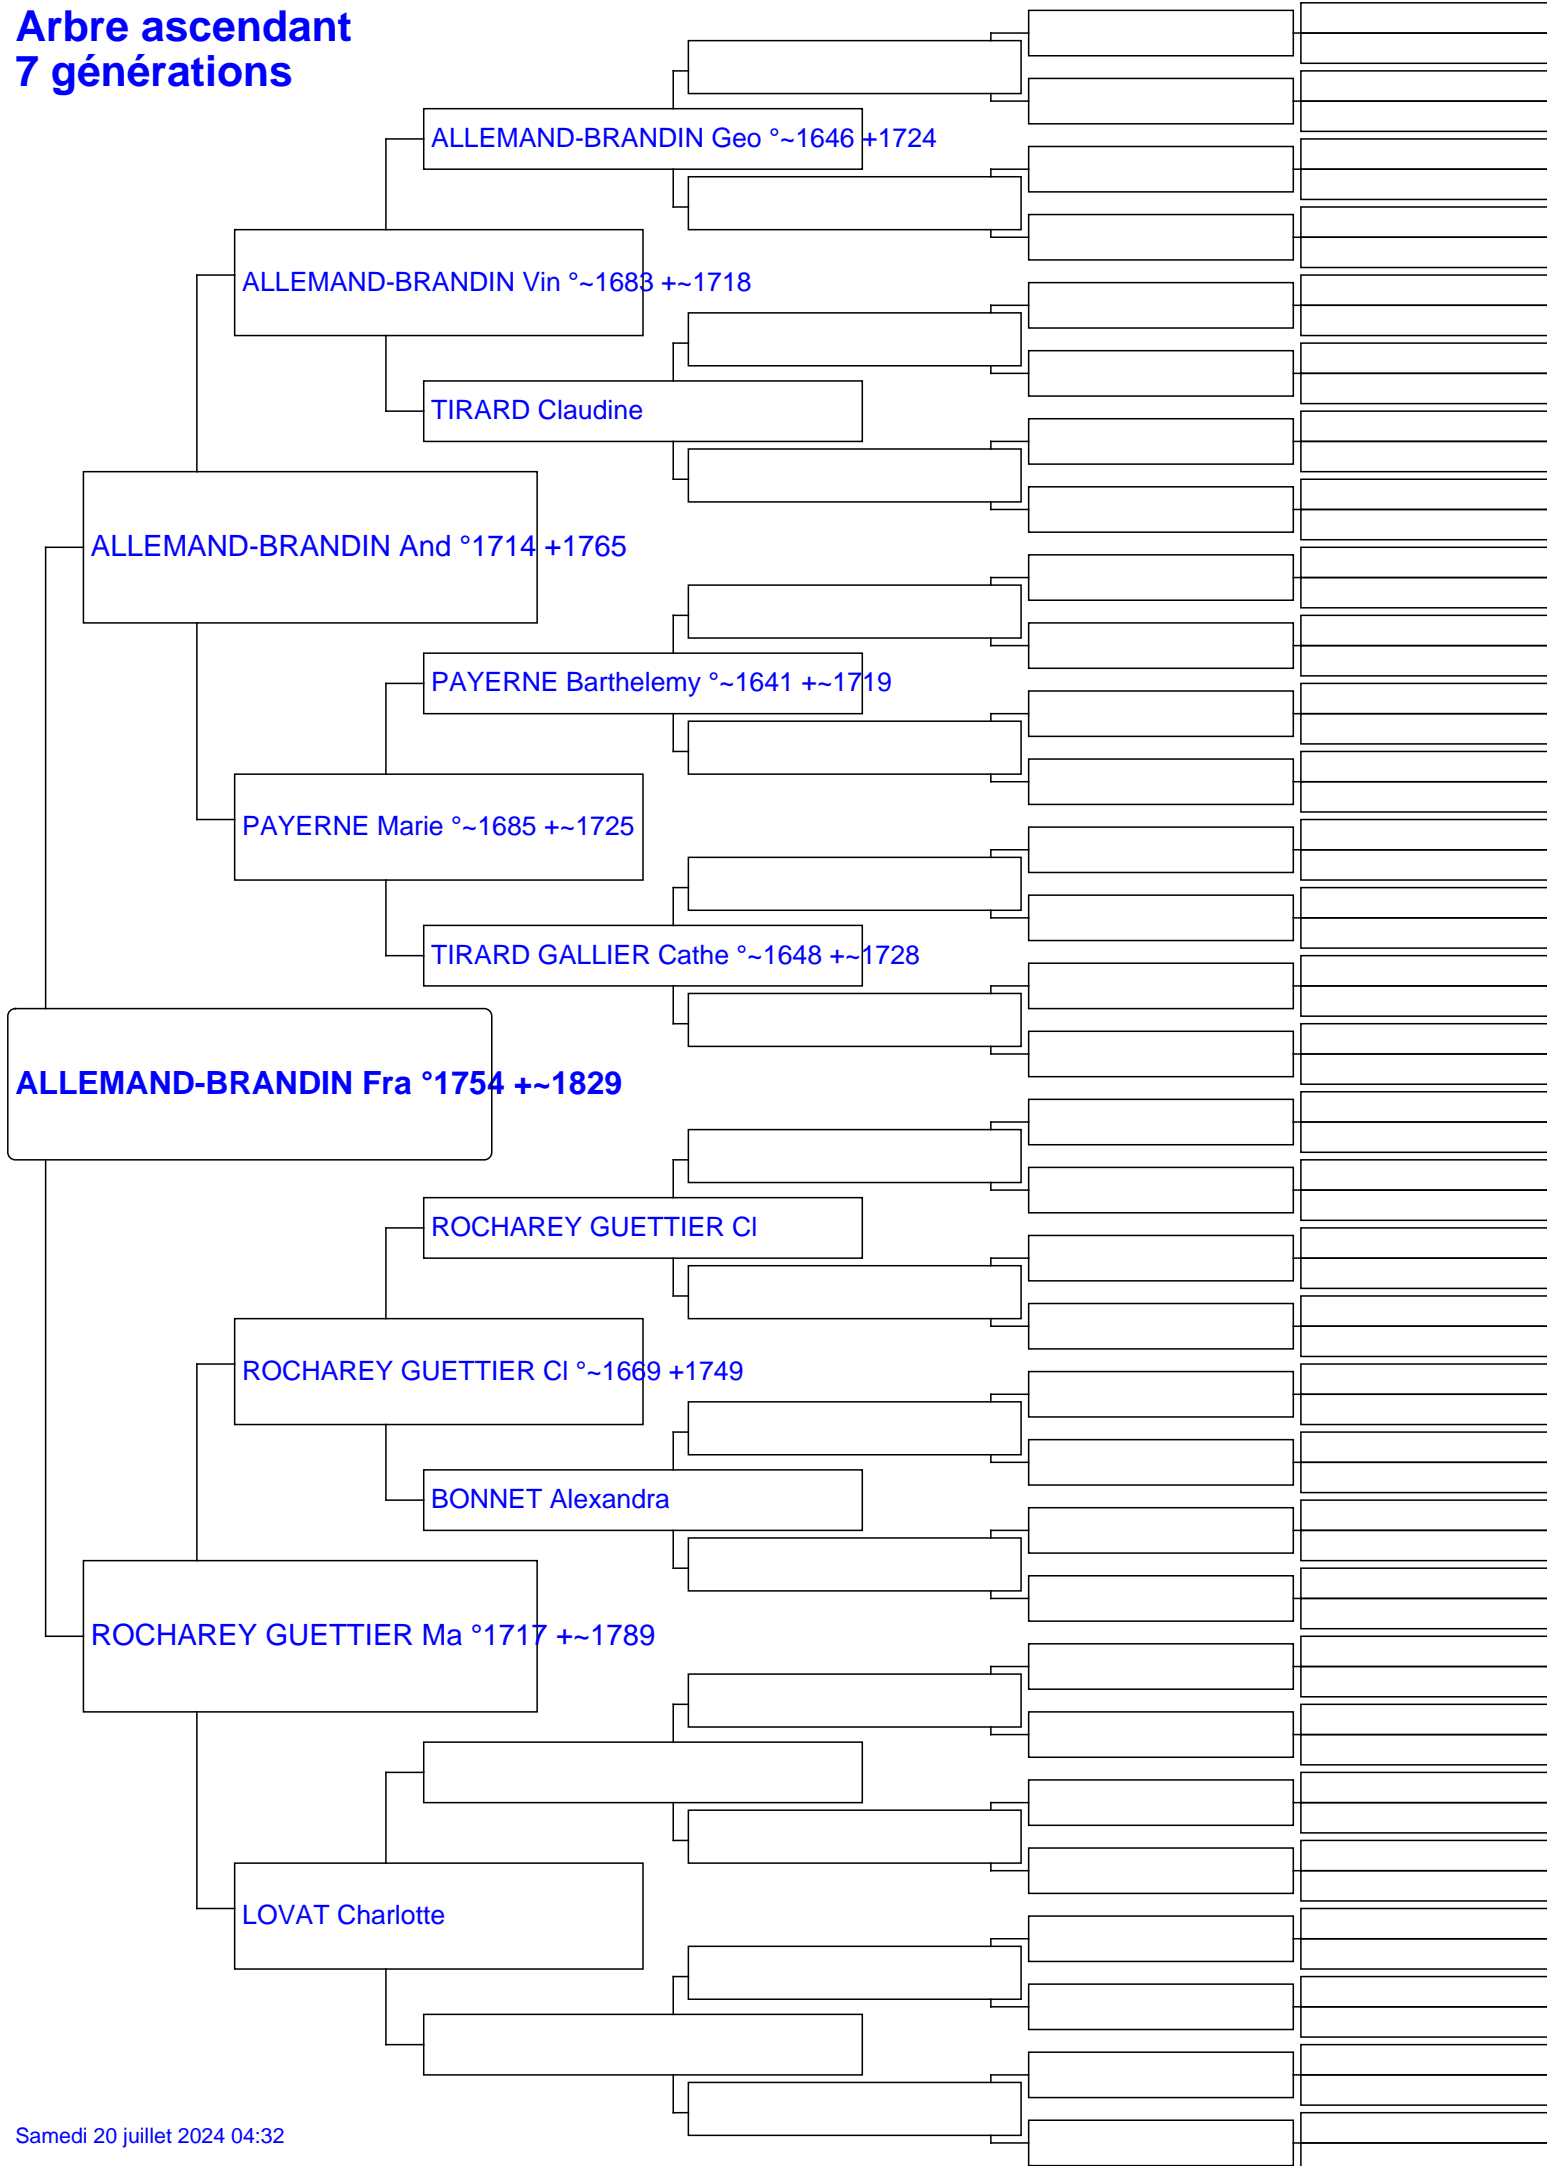 Arbre ascendant
7 générations
ALLEMAND-BRANDIN Geo °~1646 +1724
ALLEMAND-BRANDIN Vin °~1683 +~1718
TIRARD Claudine
ALLEMAND-BRANDIN And °1714 +1765
PAYERNE Barthelemy °~1641 +~1719
PAYERNE Marie °~1685 +~1725
TIRARD GALLIER Cathe °~1648 +~1728
ALLEMAND-BRANDIN Fra °1754 +~1829
ROCHAREY GUETTIER Cl
ROCHAREY GUETTIER Cl °~1669 +1749
BONNET Alexandra
ROCHAREY GUETTIER Ma °1717 +~1789
LOVAT Charlotte
Samedi 20 juillet 2024 04:32